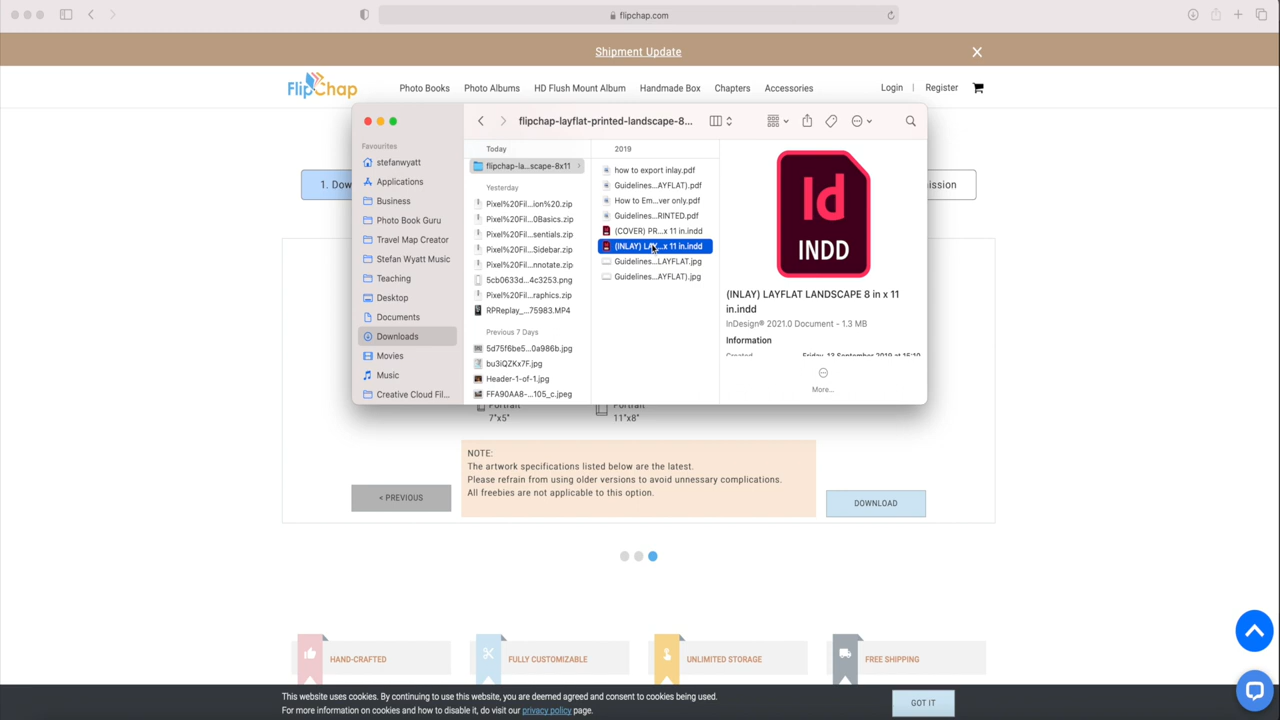 flipchap.com
Shipment Update
FlipChap
Photo Books
Photo Albums
HD Flush Mount Album
Handmade Box
Chapters
Accessories
Login
Register
flipchap-layflat-printed-landscape-8...
1. Dow
ission
Favourites
stefanwyatt
Applications
Business
Photo Book Guru
Travel Map Creator
Stefan Wyatt Music
Teaching
Desktop
Documents
Downloads
Movies
Music
Creative Cloud Fil...
Today
flipchap-la...scape-8x11
Yesterday
Pixel%20Fil...ion%20.zip
Pixel%20Fil...0Basics.zip
Pixel%20Fil...sentials.zip
Pixel%20Fil...Sidebar.zip
Pixel%20Fil...nnotate.zip
5cb0633d...4c3253.png
Pixel%20Fil...raphics.zip
RPReplay_...75983.MP4
Previous 7 Days
5d75f6be5...0a986b.jpg
bu3iQZKx7F.jpg
Header-1-of-1.jpg
FFA90AA8-...105_c.jpeg
2019
how to export inlay.pdf
Guidelines...AYFLAT).pdf
How to Em...ver only.pdf
Guidelines...RINTED.pdf
(COVER) PR...x 11 in.indd
(INLAY) LAY...x 11 in.indd
Guidelines...LAYFLAT.jpg
Guidelines...AYFLAT).jpg
Id
INDD
(INLAY) LAYFLAT LANDSCAPE 8 in x 11
in.indd
InDesign® 2021.0 Document - 1.3 MB
Information
Created
Friday, 13 September 2019 at 15:10
More...
Portrait
7"x5"
Portrait
11"x8"
NOTE:
The artwork specifications listed below are the latest.
Please refrain from using older versions to avoid unnessary complications.
All freebies are not applicable to this option.
< PREVIOUS
DOWNLOAD
HAND-CRAFTED
FULLY CUSTOMIZABLE
UNLIMITED STORAGE
FREE SHIPPING
This website uses cookies. By continuing to use this website, you are deemed agreed and consent to cookies being used.
For more information on cookies and how to disable it, do visit our privacy policy page.
GOT IT